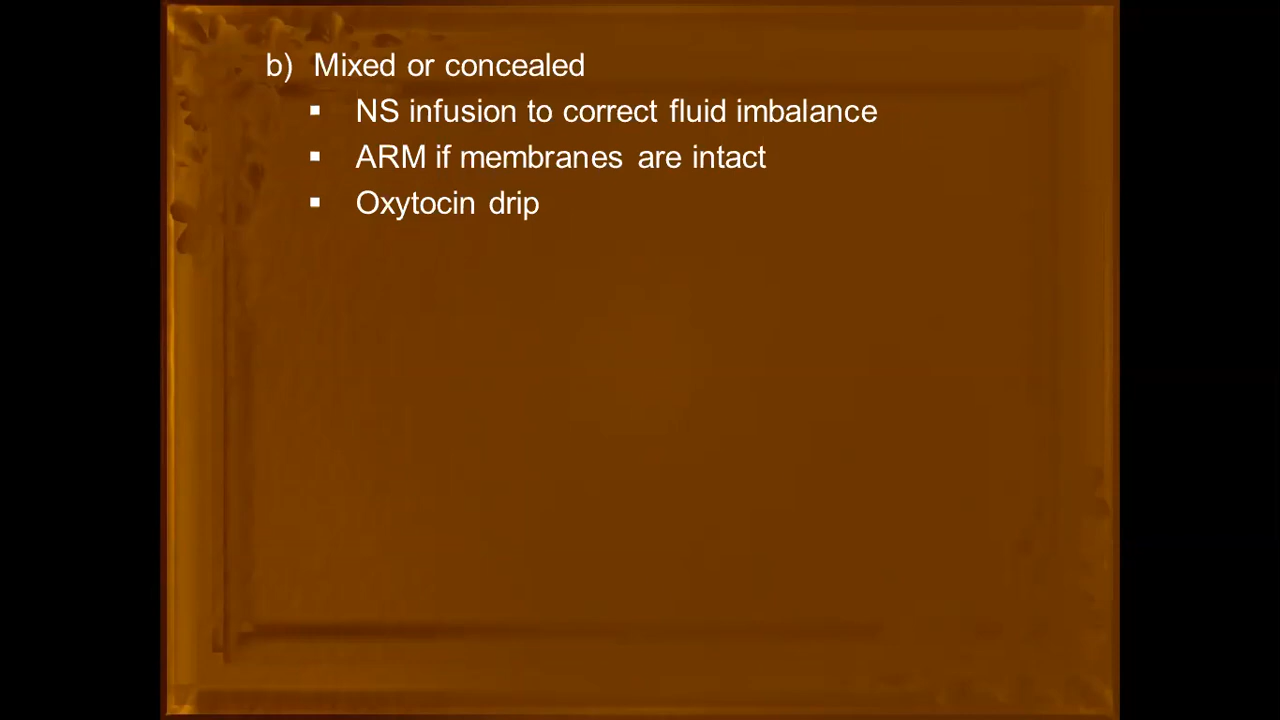 b) Mixed or concealed
▪ NS infusion to correct fluid imbalance
▪ ARM if membranes are intact
▪ Oxytocin drip